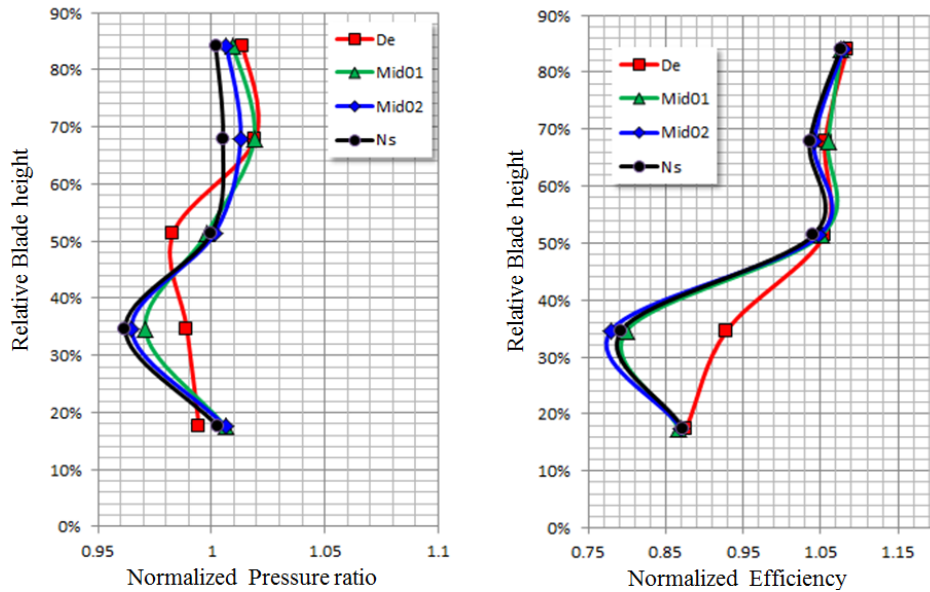 90%
80%
70%
60%
50%
40%
30%
20%
10%
0%
Relative Blade height
De
Mid01
Mid02
Ns
0.95
1
1.05
1.1
Normalized Pressure ratio
90%
80%
70%
60%
50%
40%
30%
20%
10%
0%
Relative Blade height
De
Mid01
Mid02
Ns
0.75
0.85
0.95
1.05
1.15
Normalized Efficiency